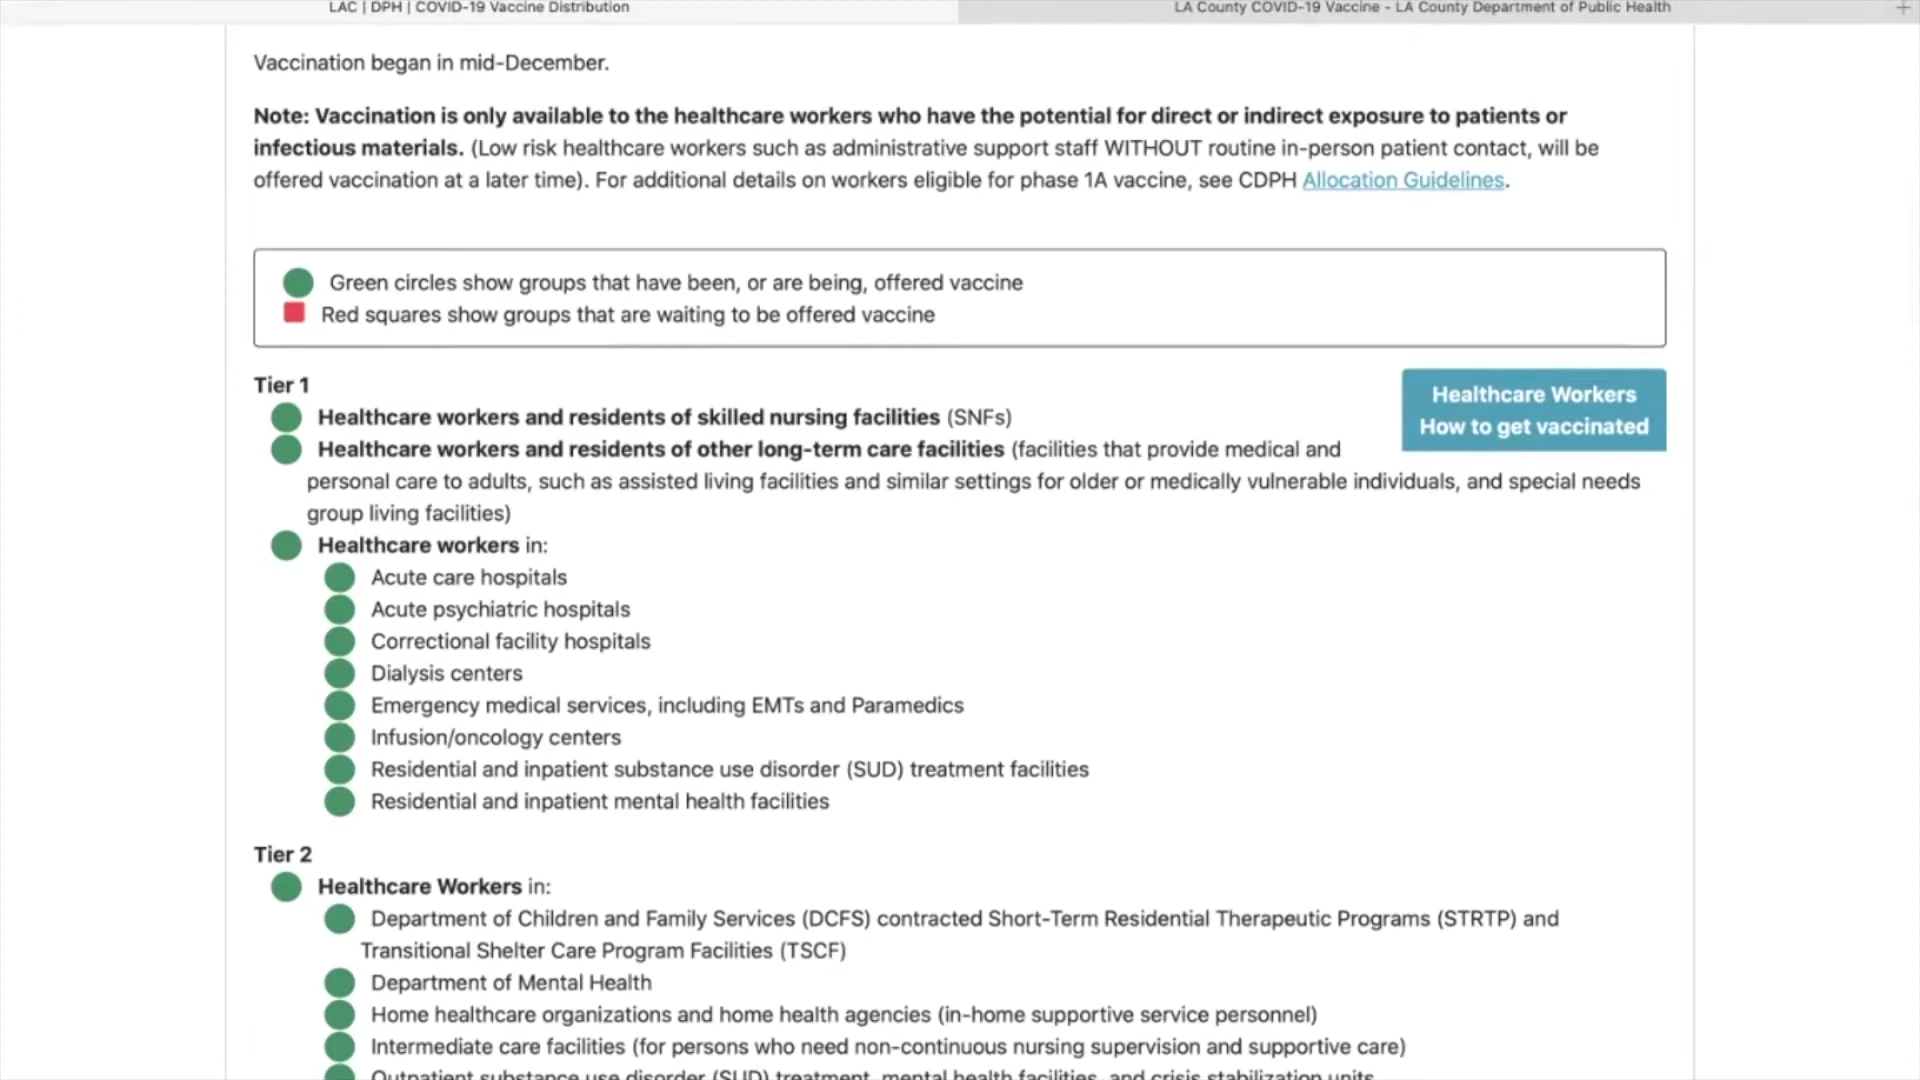 LAC | DPH | COVID-19 Vaccine Distribution
LA County COVID-19 Vaccine - LA County Department of Public Health
Vaccination began in mid-December.
Note: Vaccination is only available to the healthcare workers who have the potential for direct or indirect exposure to patients or
infectious materials. (Low risk healthcare workers such as administrative support staff WITHOUT routine in-person patient contact, will be
offered vaccination at a later time). For additional details on workers eligible for phase 1A vaccine, see CDPH Allocation Guidelines.
Green circles show groups that have been, or are being, offered vaccine
Red squares show groups that are waiting to be offered vaccine
Tier 1
Healthcare Workers
How to get vaccinated
Healthcare workers and residents of skilled nursing facilities (SNFs)
Healthcare workers and residents of other long-term care facilities (facilities that provide medical and
personal care to adults, such as assisted living facilities and similar settings for older or medically vulnerable individuals, and special needs
group living facilities)
Healthcare workers in:
Acute care hospitals
Acute psychiatric hospitals
Correctional facility hospitals
Dialysis centers
Emergency medical services, including EMTs and Paramedics
Infusion/oncology centers
Residential and inpatient substance use disorder (SUD) treatment facilities
Residential and inpatient mental health facilities
Tier 2
Healthcare Workers in:
Department of Children and Family Services (DCFS) contracted Short-Term Residential Therapeutic Programs (STRTP) and
Transitional Shelter Care Program Facilities (TSCF)
Department of Mental Health
Home healthcare organizations and home health agencies (in-home supportive service personnel)
Intermediate care facilities (for persons who need non-continuous nursing supervision and supportive care)
Outpatient substance use disorder (SUD) treatment, mental health facilities, and crisis stabilization units